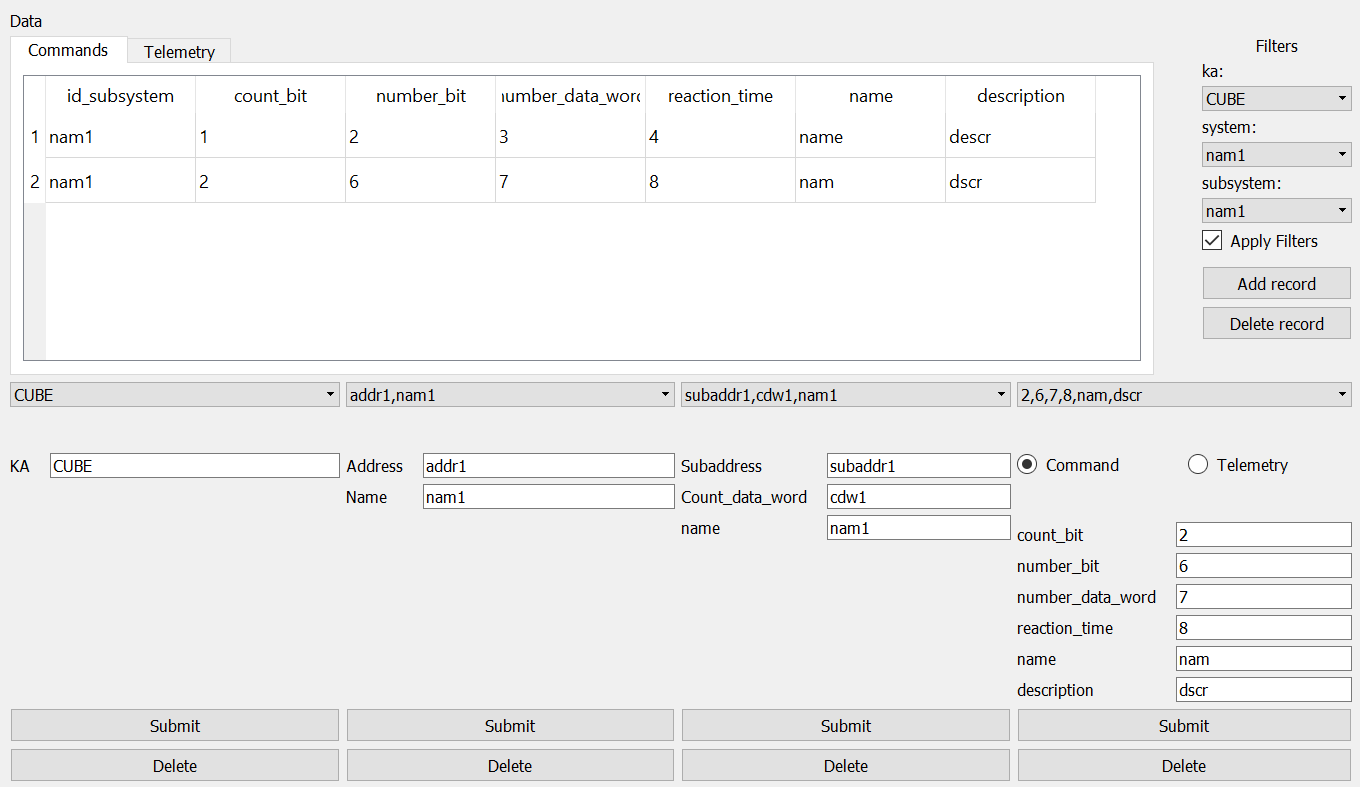 Data
Commands Telemetry
id_subsystem count_bit number_bit number_data_word reaction_time name description
1 nam1 1 2 3 4 name descr
2 nam1 2 6 7 8 nam dscr
Filters
ka:
CUBE
system:
nam1
subsystem:
nam1
Apply Filters
Add record
Delete record
CUBE addr1,nam1 subaddr1,cdw1,nam1 2,6,7,8,nam,dscr
KA CUBE Address addr1 Subaddress subaddr1 Command Telemetry
Name nam1 Count_data_word cdw1
name nam1
count_bit 2
number_bit 6
number_data_word 7
reaction_time 8
name nam
description dscr
Submit Submit Submit Submit
Delete Delete Delete Delete